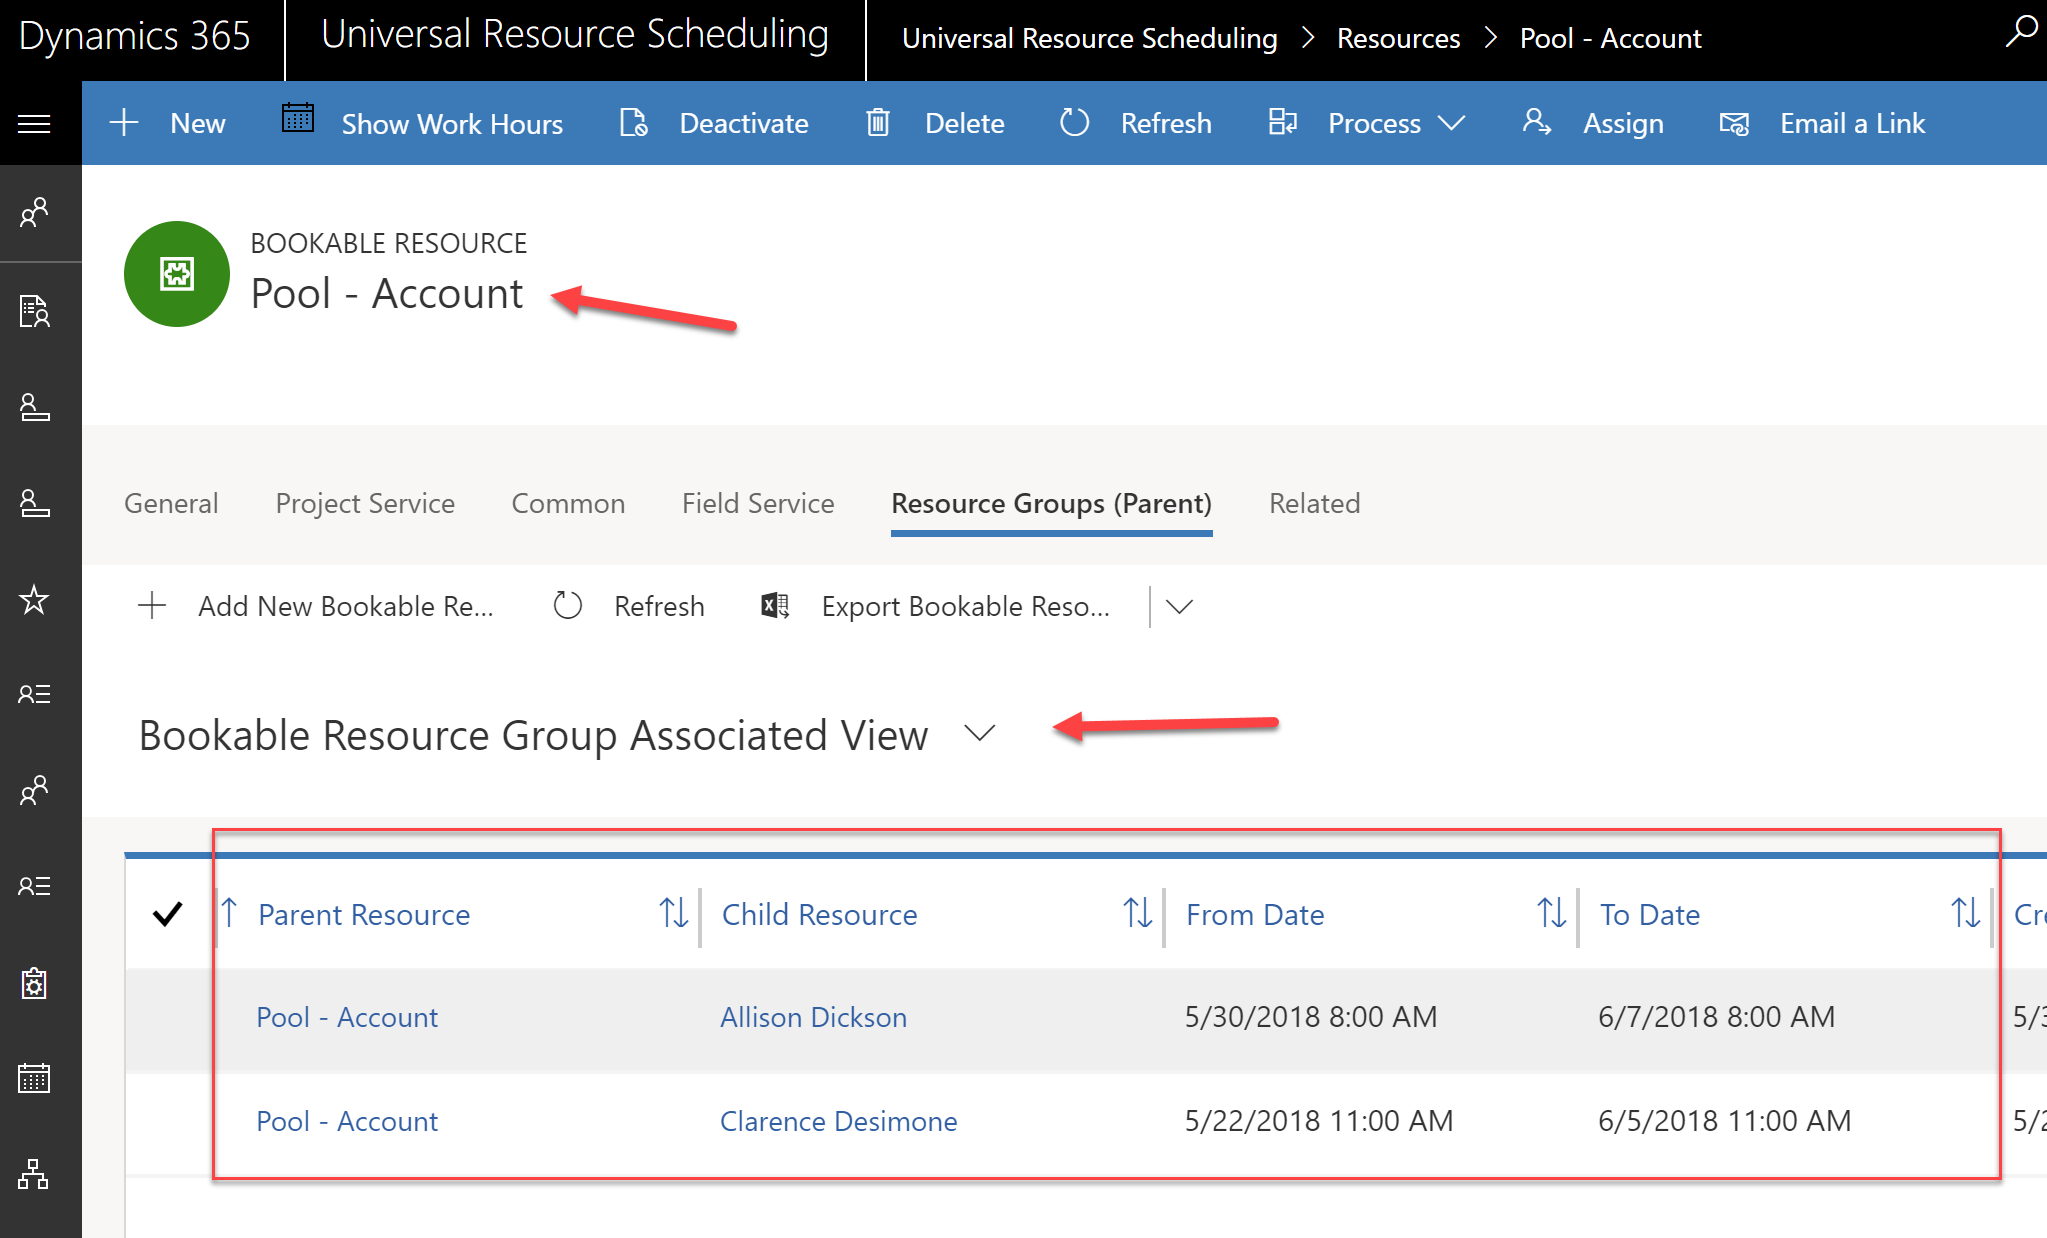 Dynamics 365
Universal Resource Scheduling
Universal Resource Scheduling > Resources > Pool - Account
New Show Work Hours Deactivate Delete Refresh Process Assign Email a Link
BOOKABLE RESOURCE
Pool - Account
General Project Service Common Field Service Resource Groups (Parent) Related
Add New Bookable Re... Refresh Export Bookable Reso...
Bookable Resource Group Associated View
Parent Resource Child Resource From Date To Date Cre
Pool - Account Allison Dickson 5/30/2018 8:00 AM 6/7/2018 8:00 AM 5/3
Pool - Account Clarence Desimone 5/22/2018 11:00 AM 6/5/2018 11:00 AM 5/2